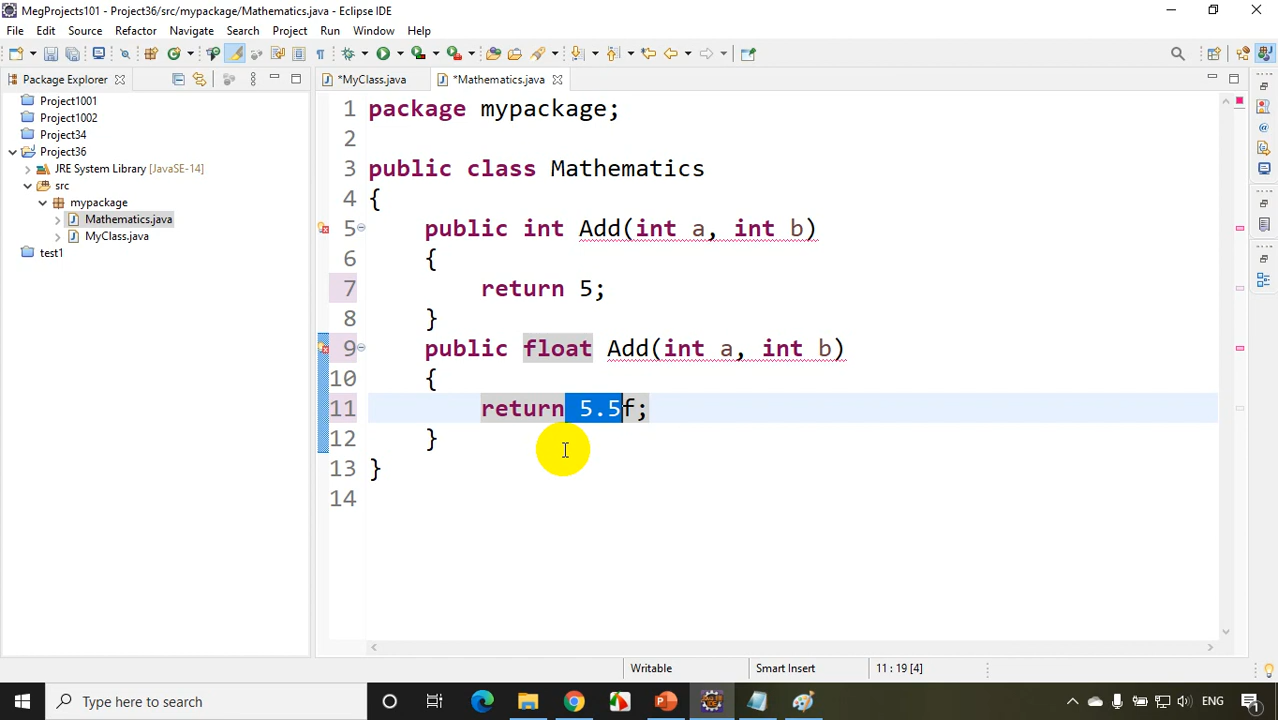 MegProjects101 - Project36/src/mypackage/Mathematics.java - Eclipse IDE
File Edit Source Refactor Navigate Search Project Run Window Help
Package Explorer
*MyClass.java *Mathematics.java
Project1001
Project1002
Project34
Project36
JRE System Library [JavaSE-14]
src
mypackage
Mathematics.java
MyClass.java
test1
1 package mypackage;
2
3 public class Mathematics
4 {
5 public int Add(int a, int b)
6 {
7 return 5;
8 }
9 public float Add(int a, int b)
10 {
11 return 5.5f;
12 }
13 }
14
Writable Smart Insert 11 : 19 [4]
Type here to search
ENG
1